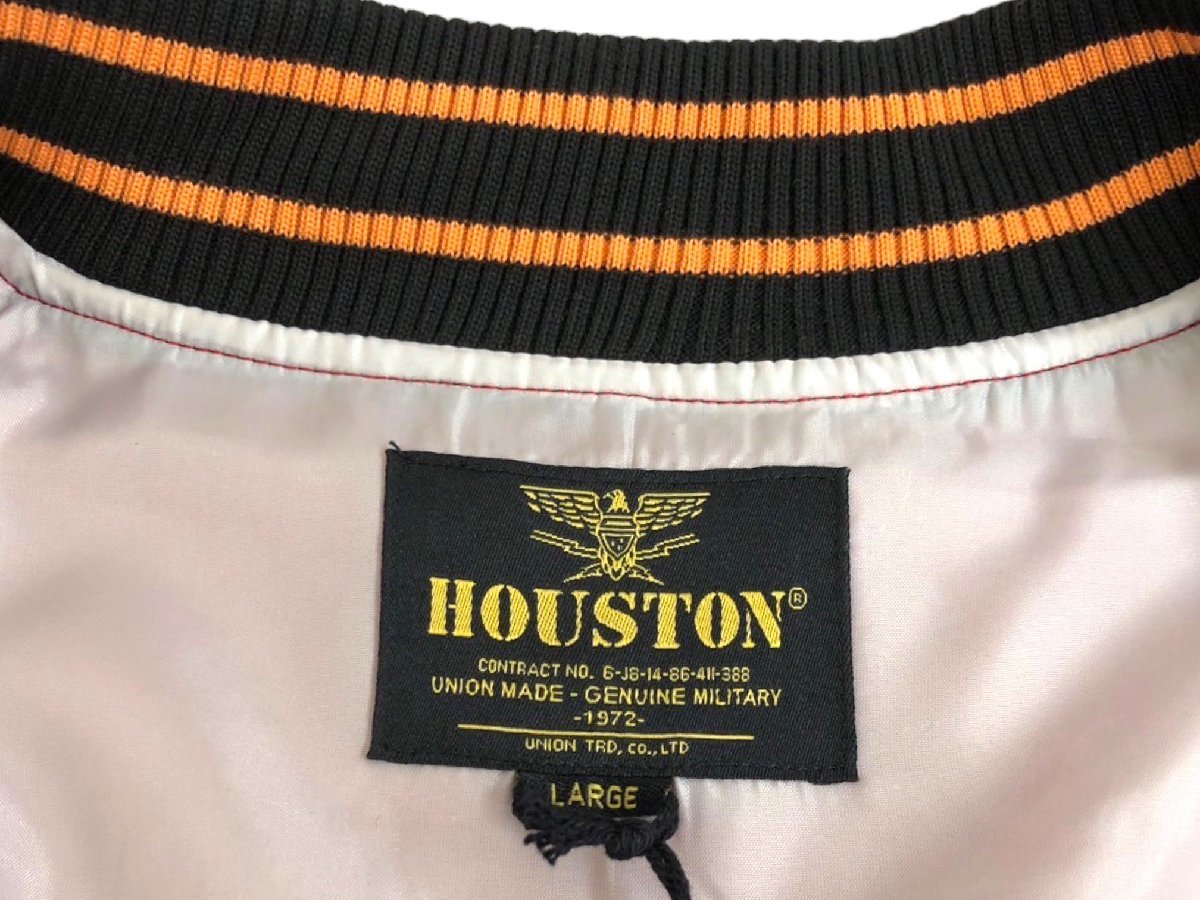 HOUSTON®
CONTRACT NO. 6-J8-14-86-411-388
UNION MADE - GENUINE MILITARY
-1972-
UNION TRD, CO., LTD
LARGE